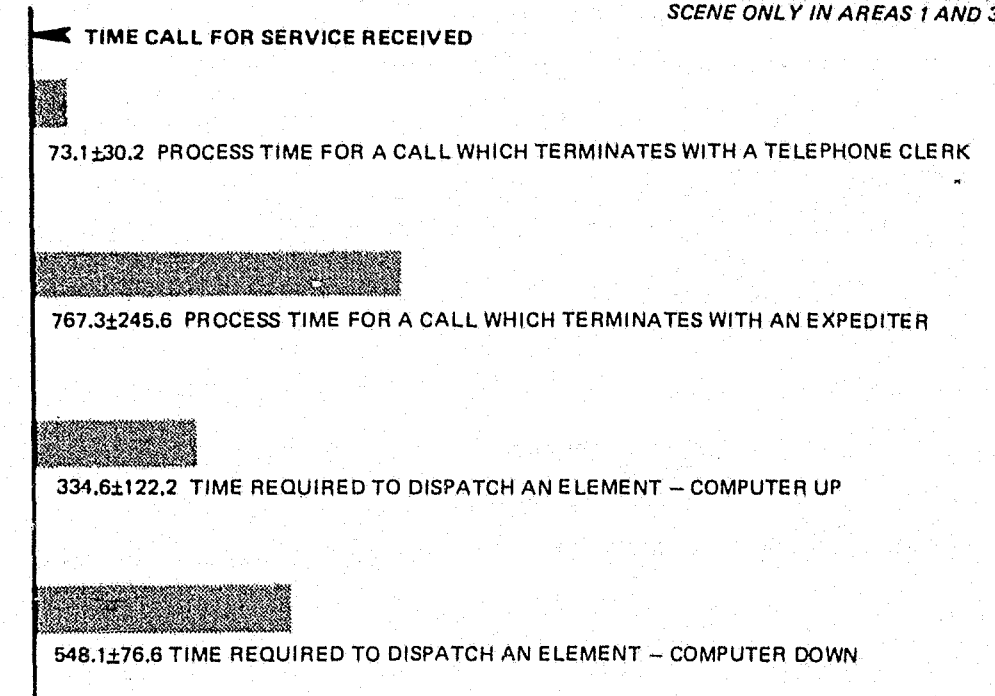 SCENE ONLY IN AREAS 1 AND 3
TIME CALL FOR SERVICE RECEIVED
73.1±30.2 PROCESS TIME FOR A CALL WHICH TERMINATES WITH A TELEPHONE CLERK
767.3±245.6 PROCESS TIME FOR A CALL WHICH TERMINATES WITH AN EXPEDITER
334.6±122.2 TIME REQUIRED TO DISPATCH AN ELEMENT – COMPUTER UP
548.1±76.6 TIME REQUIRED TO DISPATCH AN ELEMENT – COMPUTER DOWN